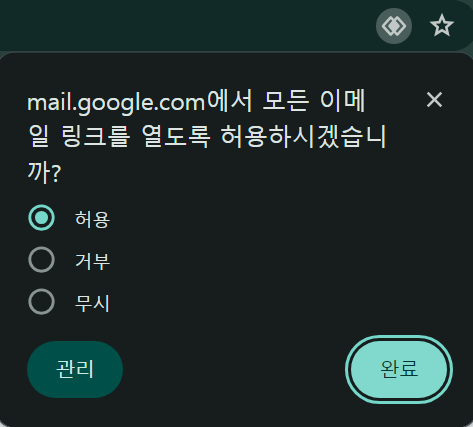 mail.google.com에서 모든 이메
일 링크를 열도록 허용하시겠습니
까?
허용
거부
무시
관리
완료